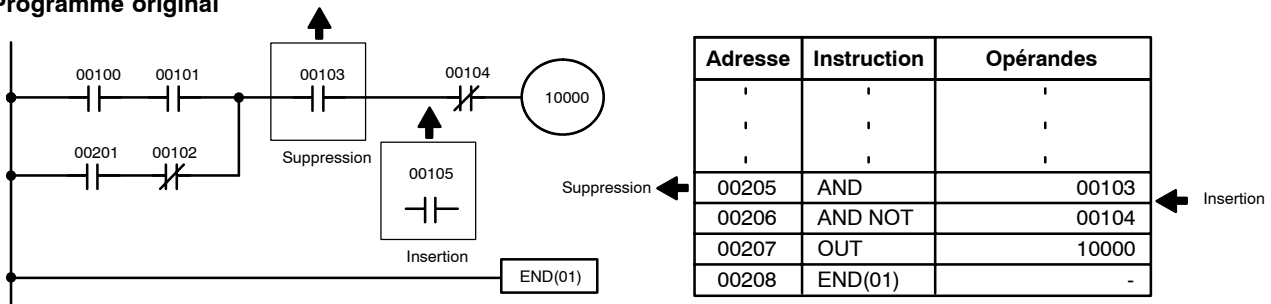 Programme original
00100 00101 00103 00104
10000
00201 00102
Suppression
00105
Insertion
END(01)
Adresse Instruction Opérandes
Suppression 00205 AND 00103 Insertion
00206 AND NOT 00104
00207 OUT 10000
00208 END(01) -